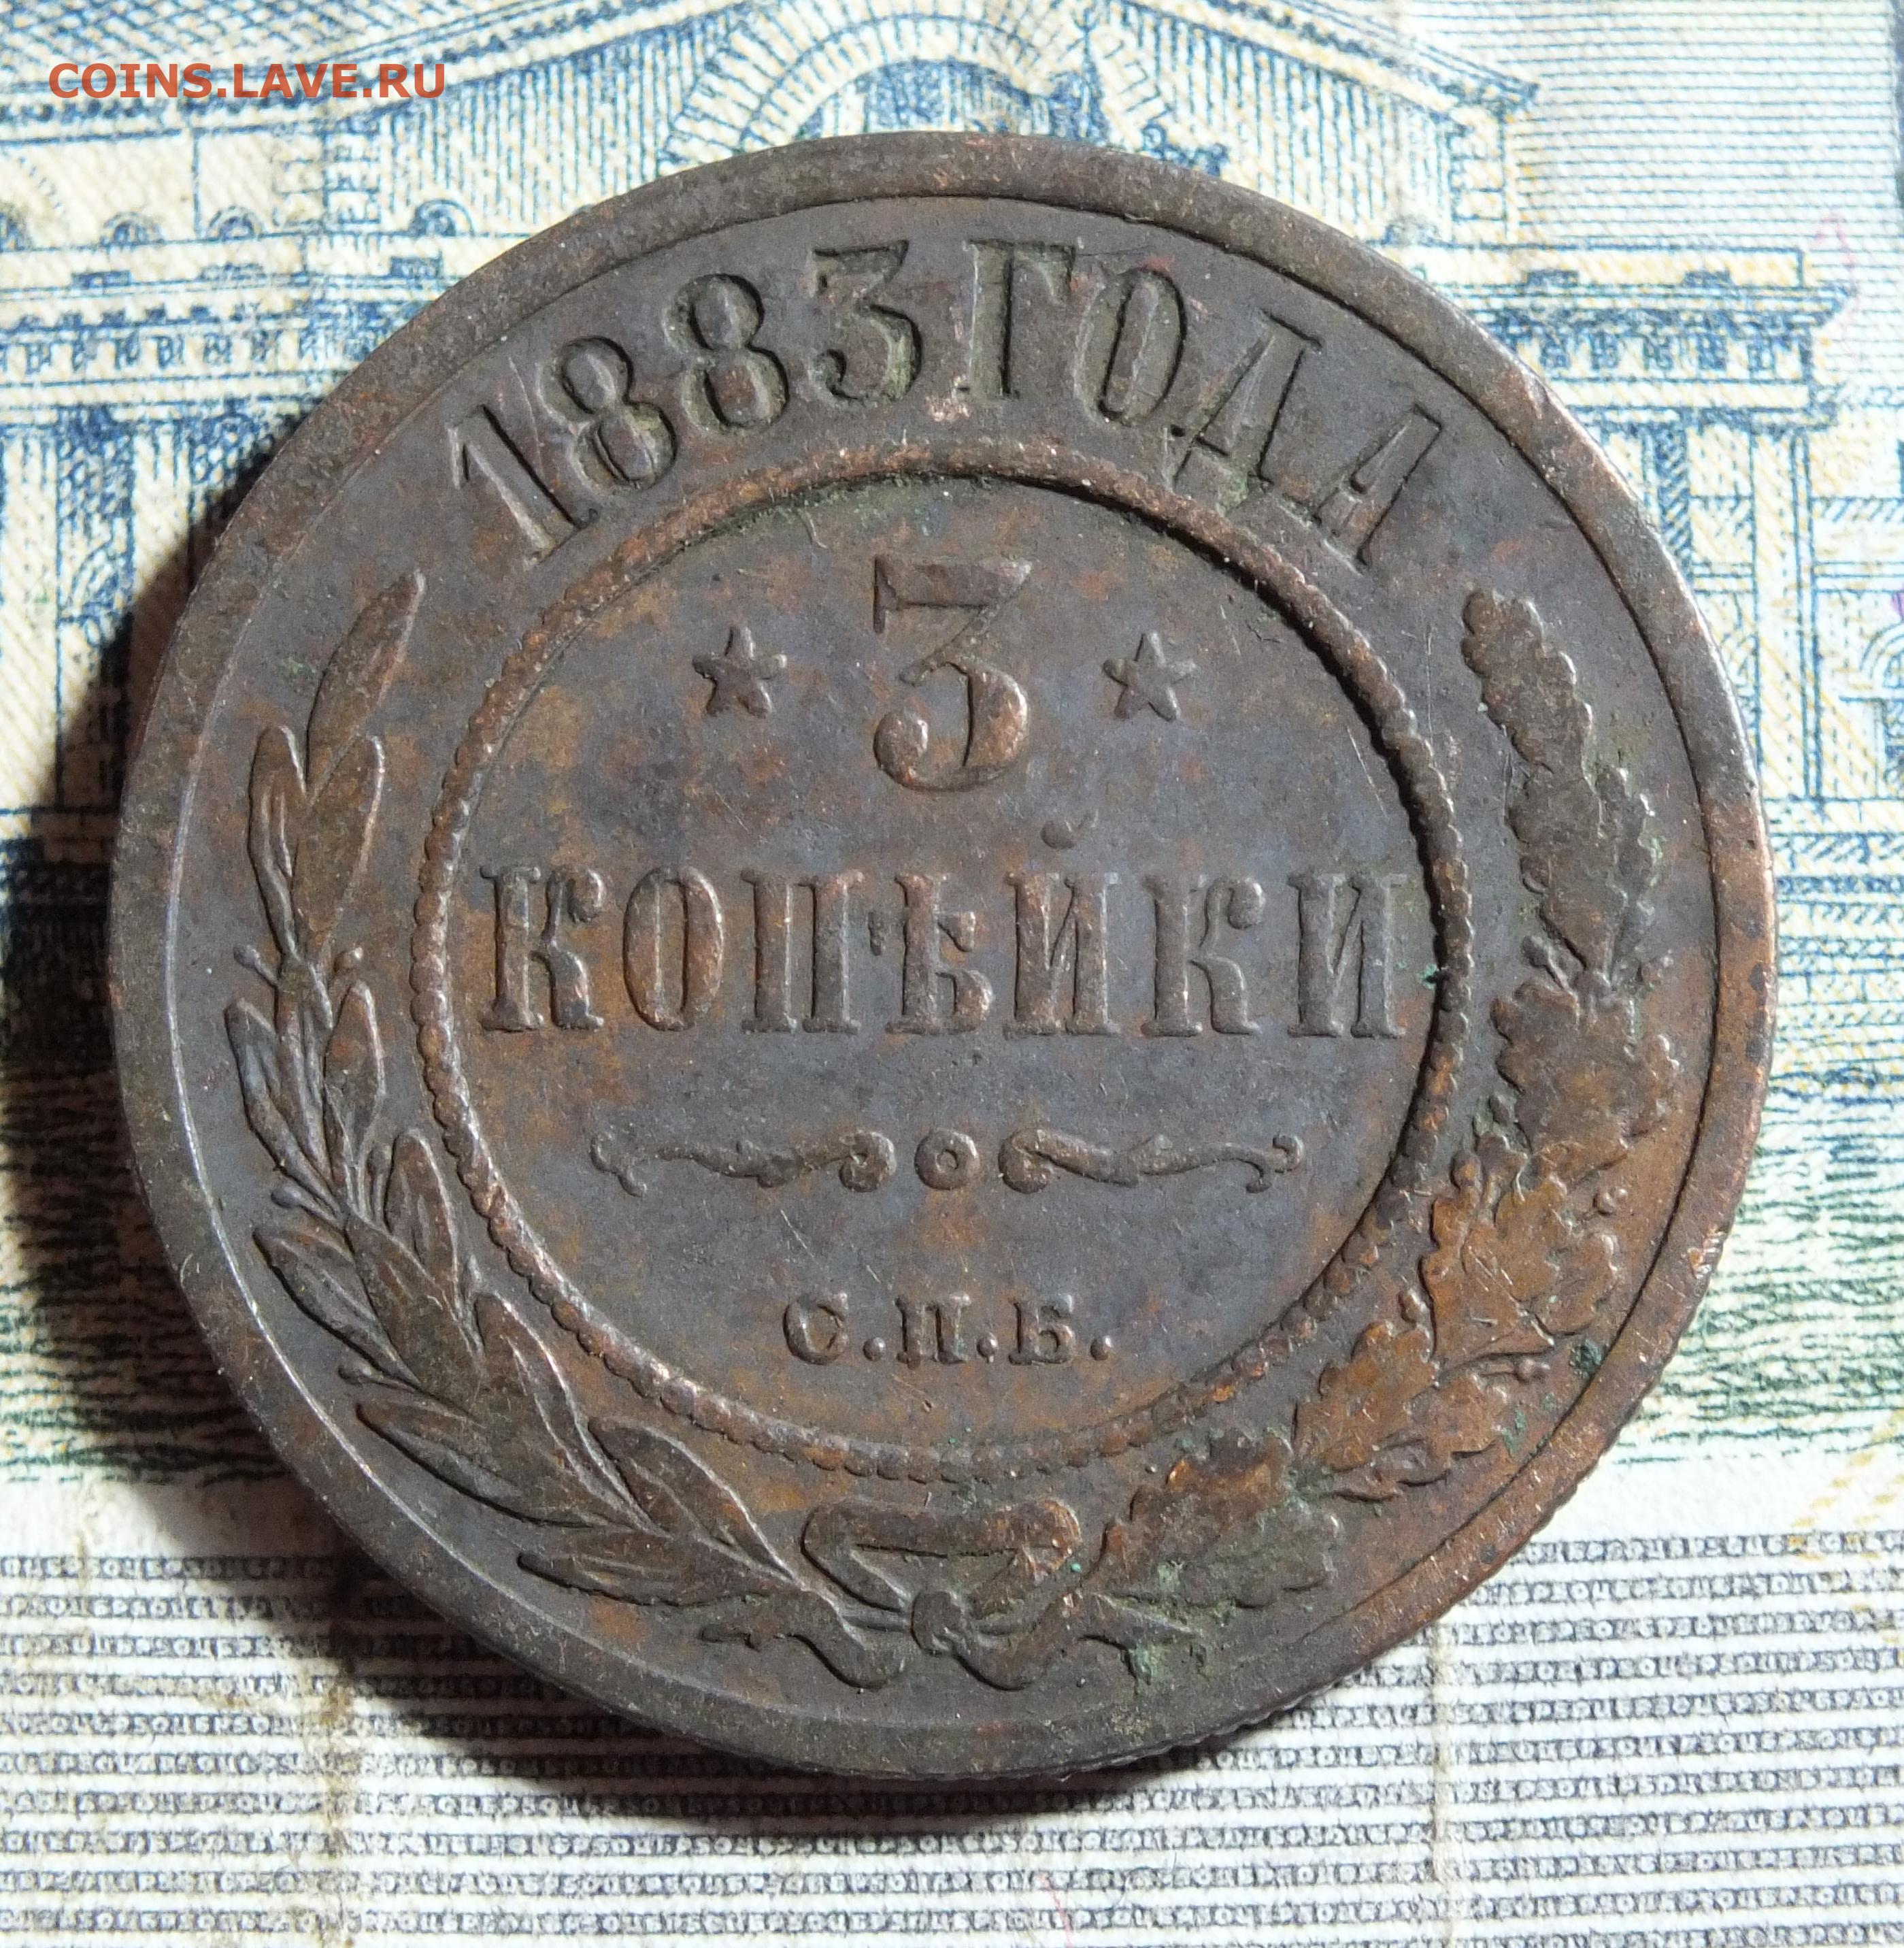 COINS.LAVE.RU
1883 ГОДА
3
КОПѢЙКИ
С.П.Б.